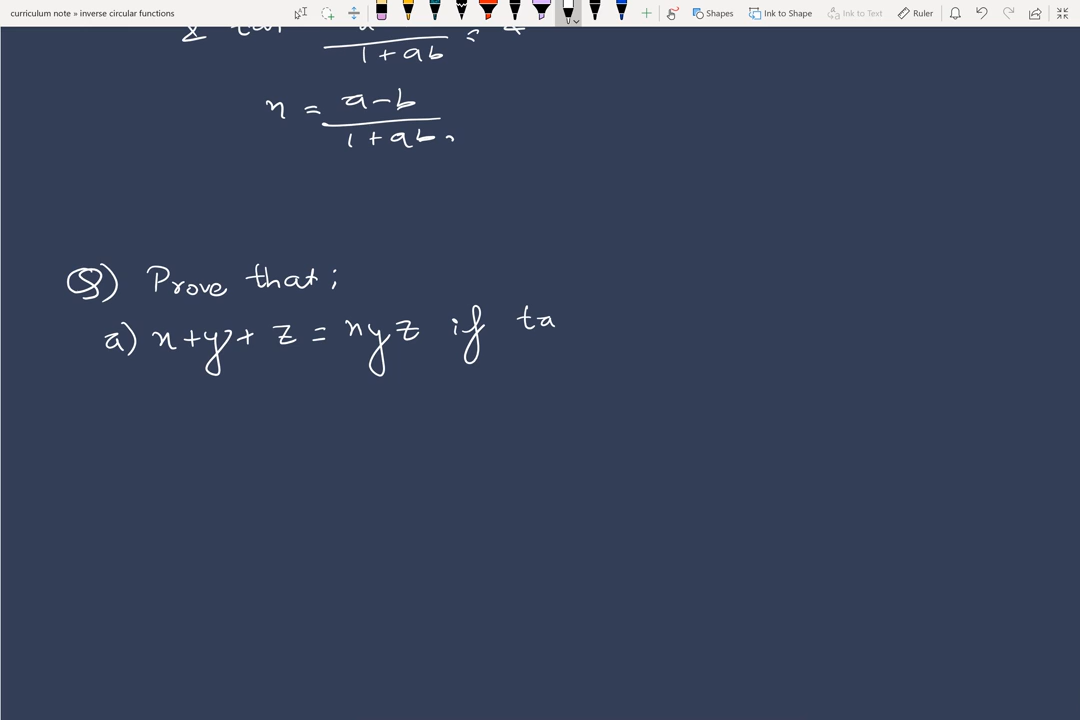 curriculum note » inverse circular functions
Shapes
Ink to Shape
Ink to Text
Ruler
1 + ab
x = a - b
1 + ab
Q) Prove that;
a) x + y + z = xyz if ta